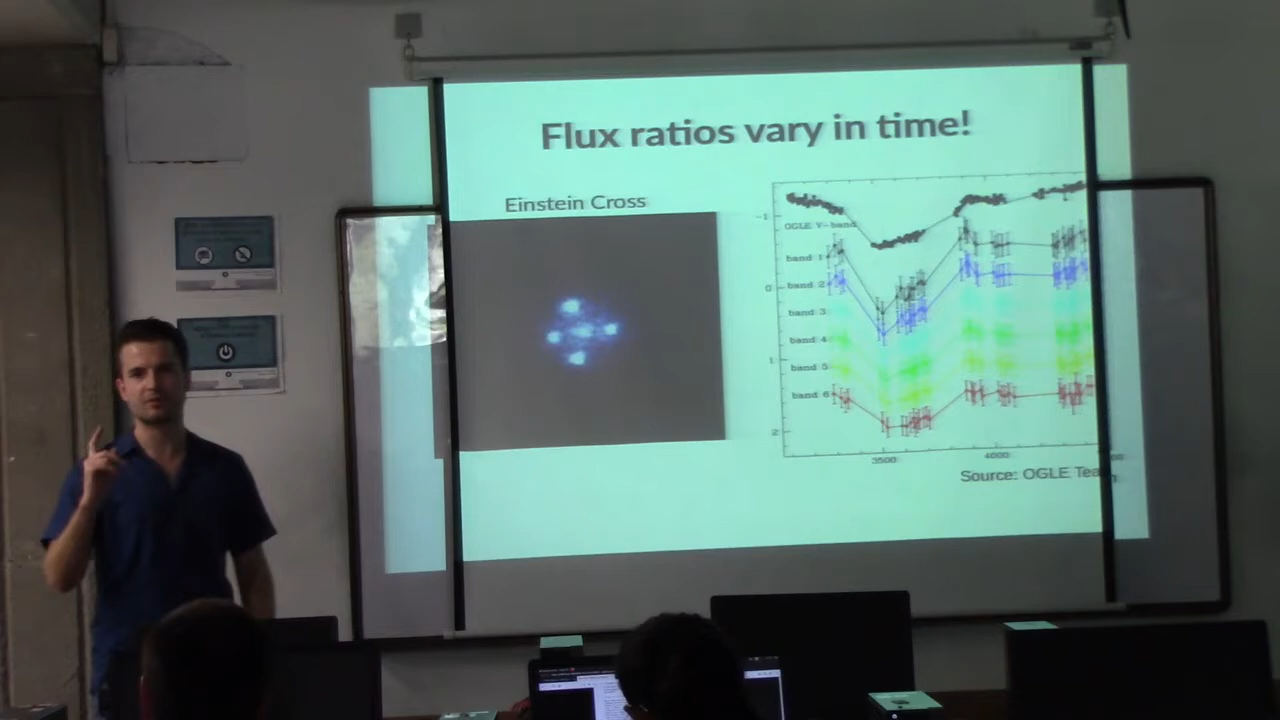 Flux ratios vary in time!
Einstein Cross
OGLE V-band
band 1
band 2
band 3
band 4
band 5
band 6
-1
0
1
2
3500
4000
Source: OGLE Team